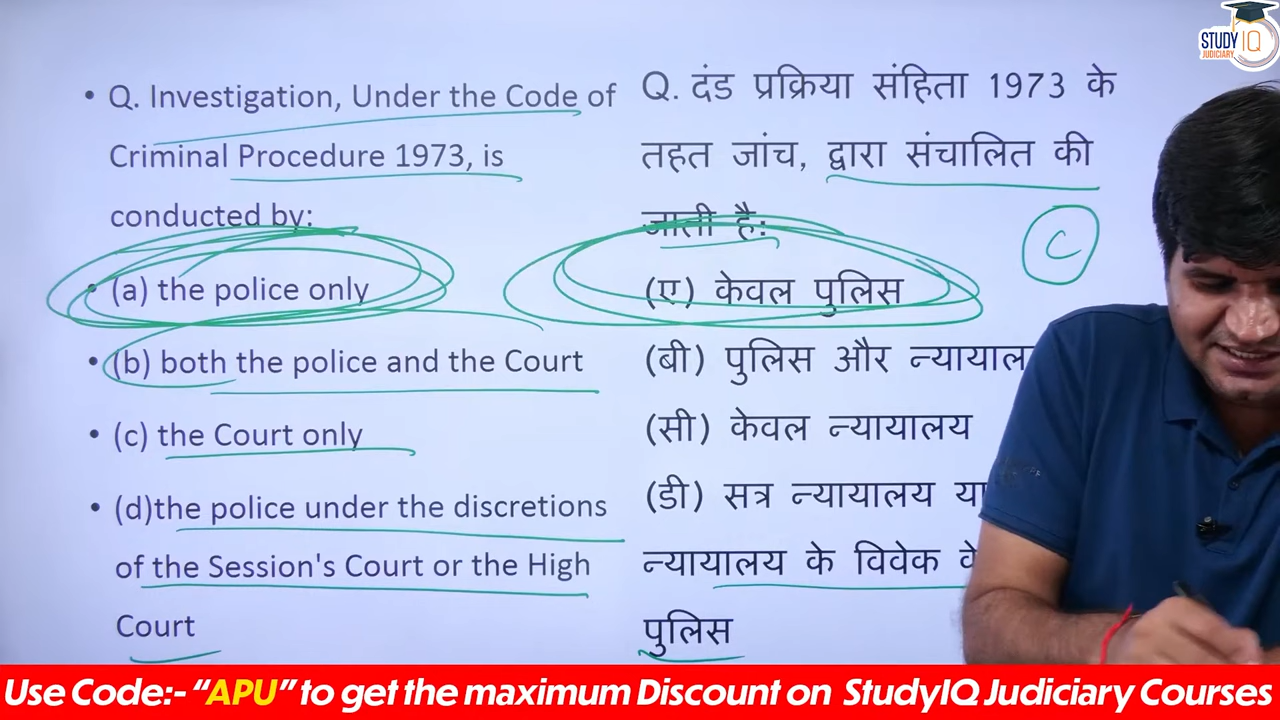 STUDY IQ
JUDICIARY
• Q. Investigation, Under the Code of
Criminal Procedure 1973, is
conducted by:
• (a) the police only
• (b) both the police and the Court
• (c) the Court only
• (d)the police under the discretions
of the Session's Court or the High
Court
Q. दंड प्रक्रिया संहिता 1973 के
तहत जांच, द्वारा संचालित की
जाती है:
(ए) केवल पुलिस
(बी) पुलिस और न्यायाल
(सी) केवल न्यायालय
(डी) सत्र न्यायालय या
न्यायालय के विवेक के
पुलिस
C
Use Code:- “APU” to get the maximum Discount on StudyIQ Judiciary Courses